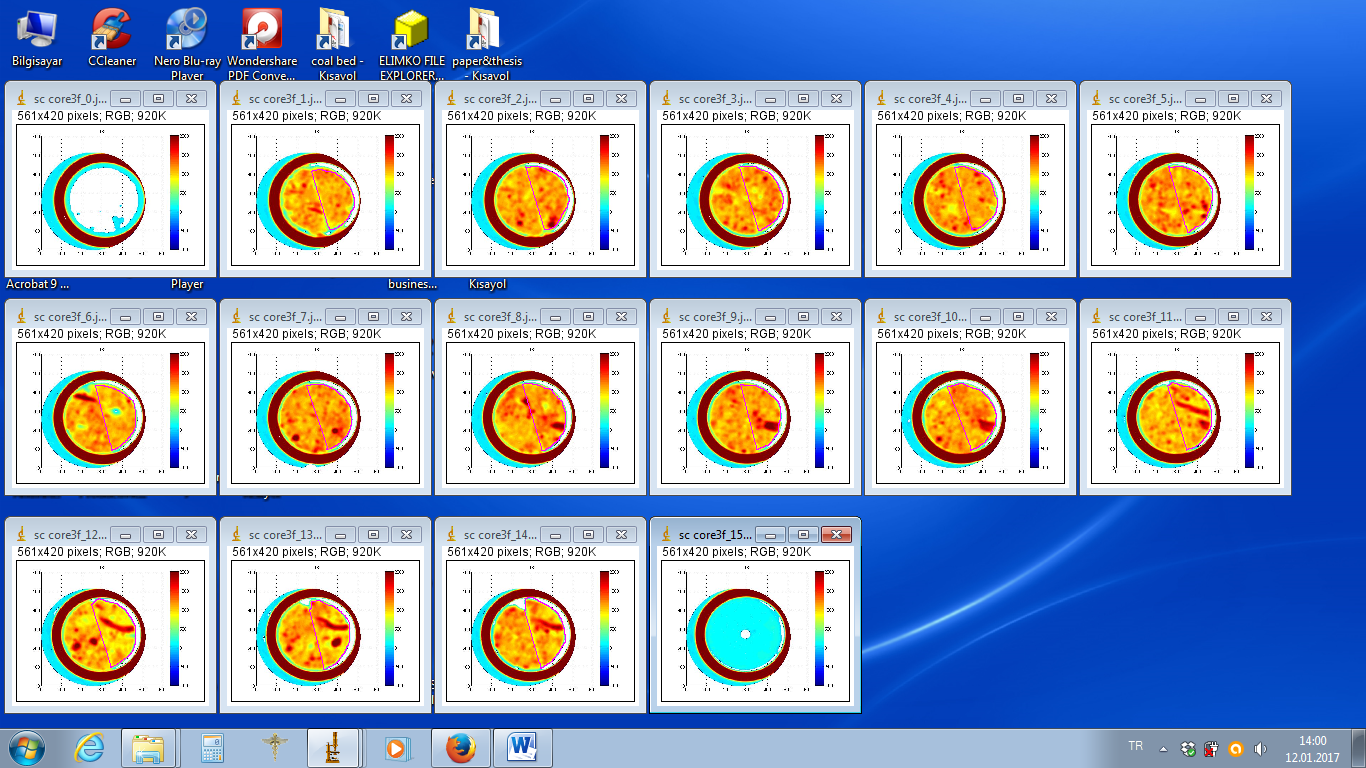 Bilgisayar
CCleaner
Nero Blu-ray
Player
Wondershare
PDF Conve...
coal bed -
Kısayol
ELIMKO FILE
EXPLORER...
paper&thesis
- Kısayol
sc core3f_0.j...
561x420 pixels; RGB; 920K
sc core3f_1.j...
561x420 pixels; RGB; 920K
sc core3f_2.j...
561x420 pixels; RGB; 920K
sc core3f_3.j...
561x420 pixels; RGB; 920K
sc core3f_4.j...
561x420 pixels; RGB; 920K
sc core3f_5.j...
561x420 pixels; RGB; 920K
Acrobat 9 ...
Player
busines...
Kısayol
sc core3f_6.j...
561x420 pixels; RGB; 920K
sc core3f_7.j...
561x420 pixels; RGB; 920K
sc core3f_8.j...
561x420 pixels; RGB; 920K
sc core3f_9.j...
561x420 pixels; RGB; 920K
sc core3f_10...
561x420 pixels; RGB; 920K
sc core3f_11...
561x420 pixels; RGB; 920K
sc core3f_12...
561x420 pixels; RGB; 920K
sc core3f_13...
561x420 pixels; RGB; 920K
sc core3f_14...
561x420 pixels; RGB; 920K
sc core3f_15...
561x420 pixels; RGB; 920K
TR
14:00
12.01.2017